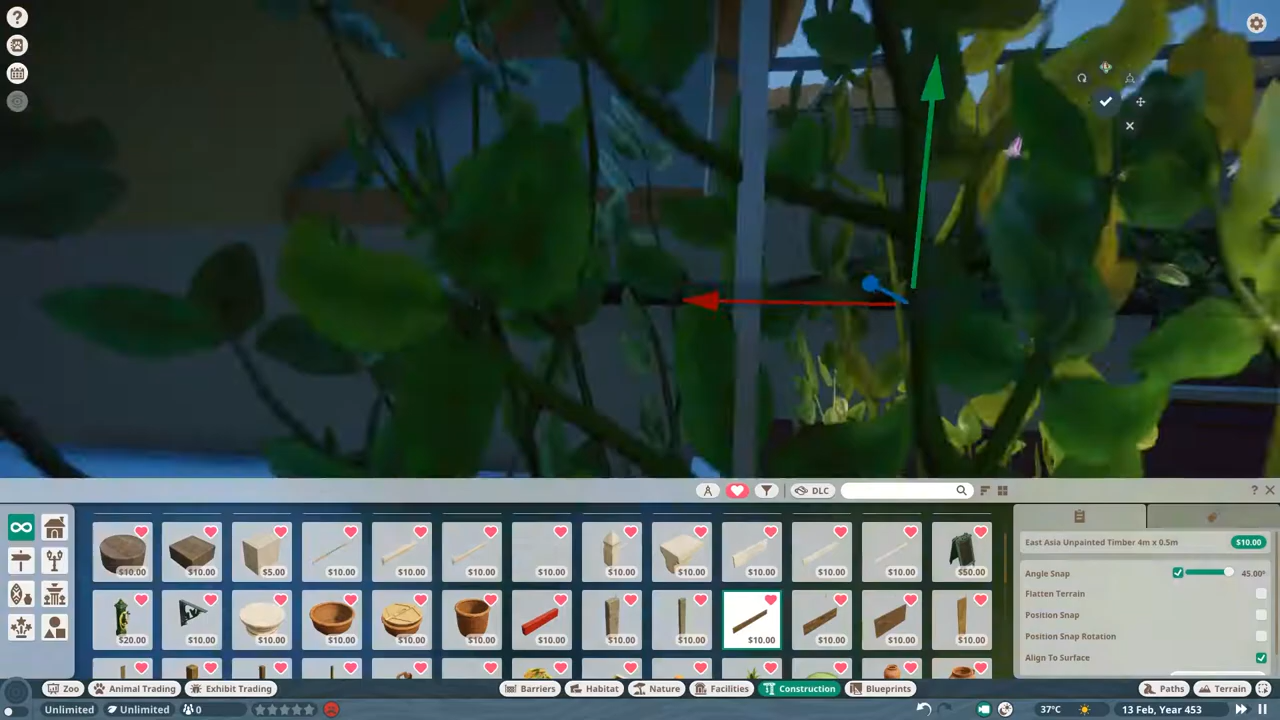 ?
DLC
?
$10.00 $10.00 $5.00 $10.00 $10.00 $10.00 $10.00 $10.00 $10.00 $10.00 $10.00 $10.00 $50.00
$20.00 $10.00 $10.00 $10.00 $10.00 $10.00 $10.00 $10.00 $10.00 $10.00 $10.00 $10.00 $10.00
East Asia Unpainted Timber 4m x 0.5m $10.00
Angle Snap 45.00°
Flatten Terrain
Position Snap
Position Snap Rotation
Align To Surface
Zoo Animal Trading Exhibit Trading Barriers Habitat Nature Facilities Construction Blueprints Paths Terrain
Unlimited Unlimited 0 37°C 13 Feb, Year 453